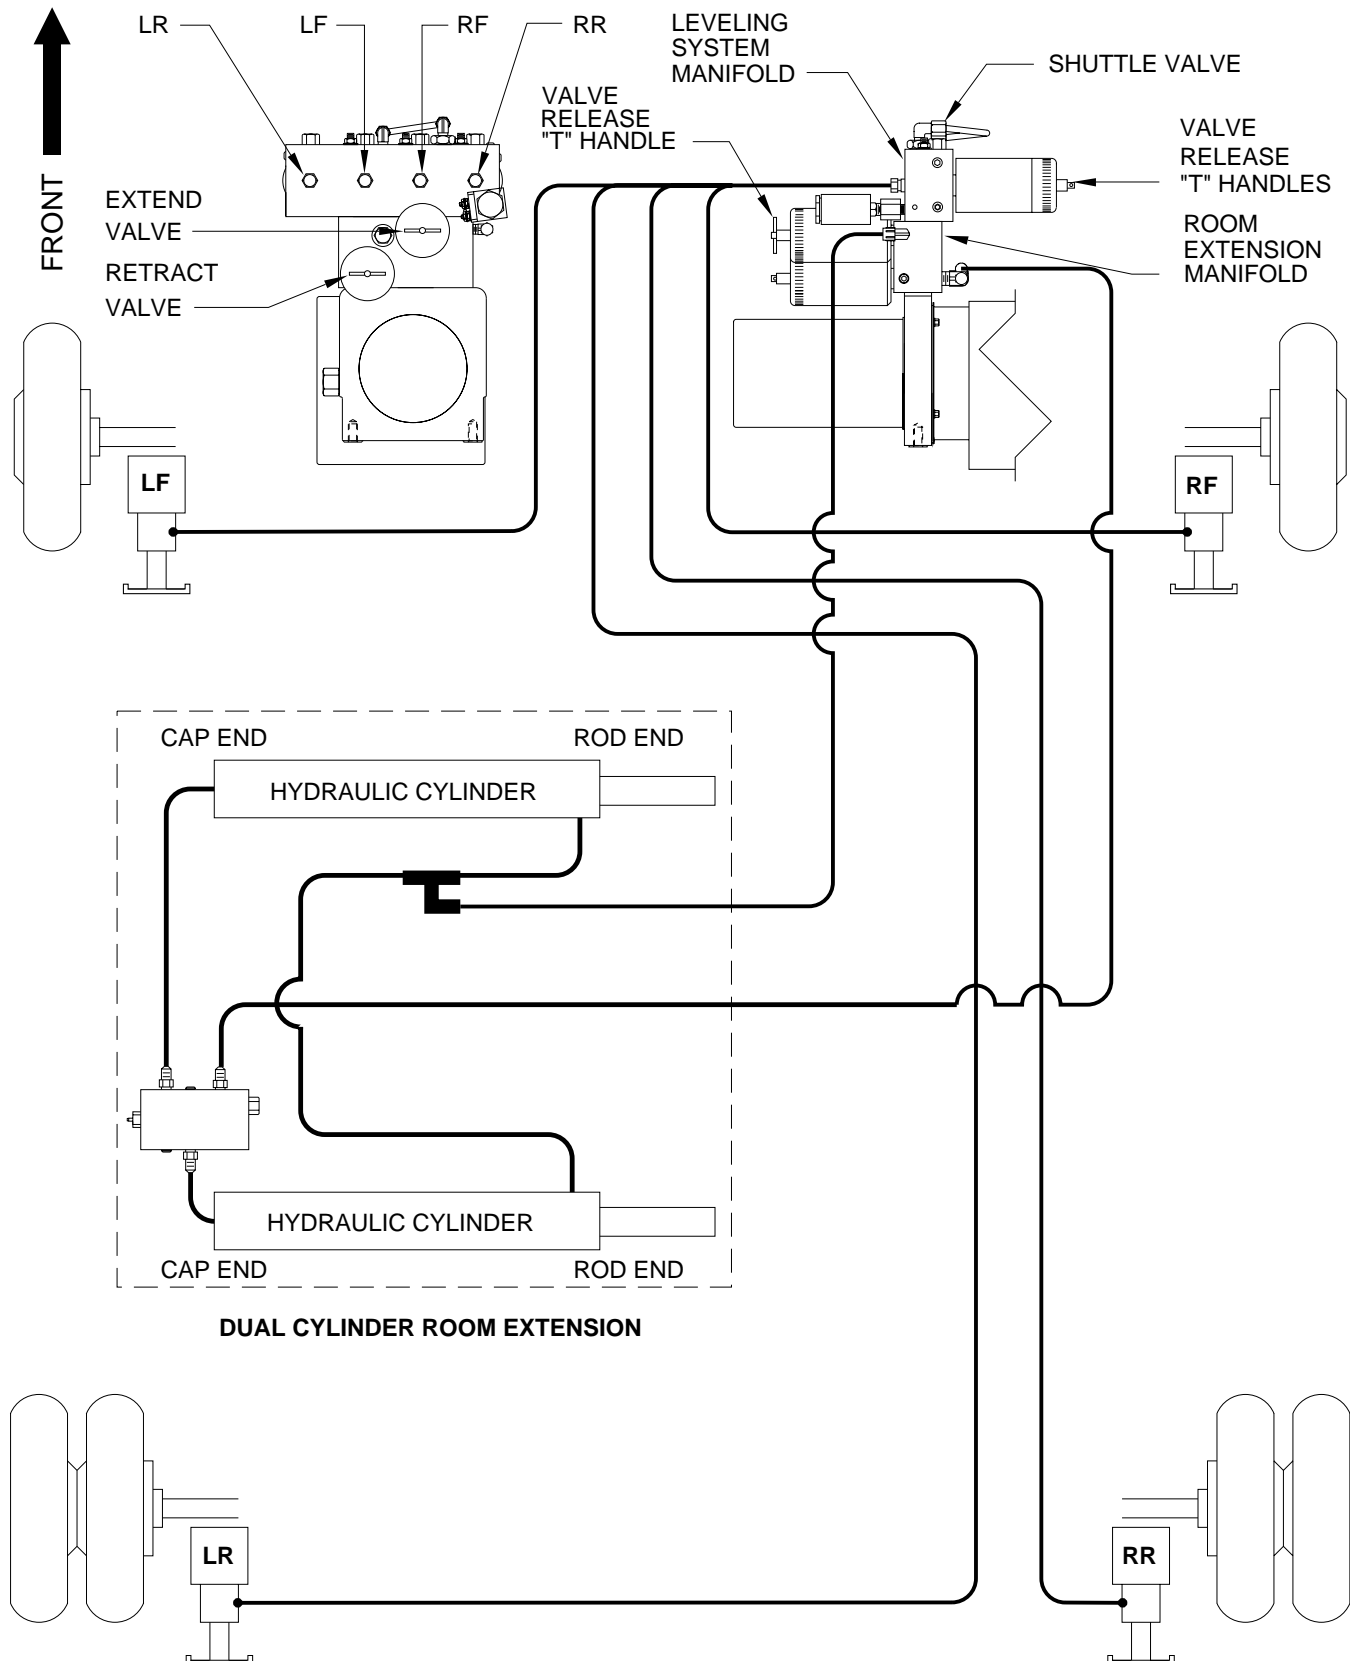 FRONT
LR
LF
RF
RR
EXTEND
VALVE
RETRACT
VALVE
LEVELING
SYSTEM
MANIFOLD
SHUTTLE VALVE
VALVE
RELEASE
"T" HANDLE
VALVE
RELEASE
"T" HANDLES
ROOM
EXTENSION
MANIFOLD
LF
RF
CAP END
ROD END
HYDRAULIC CYLINDER
HYDRAULIC CYLINDER
CAP END
ROD END
DUAL CYLINDER ROOM EXTENSION
LR
RR